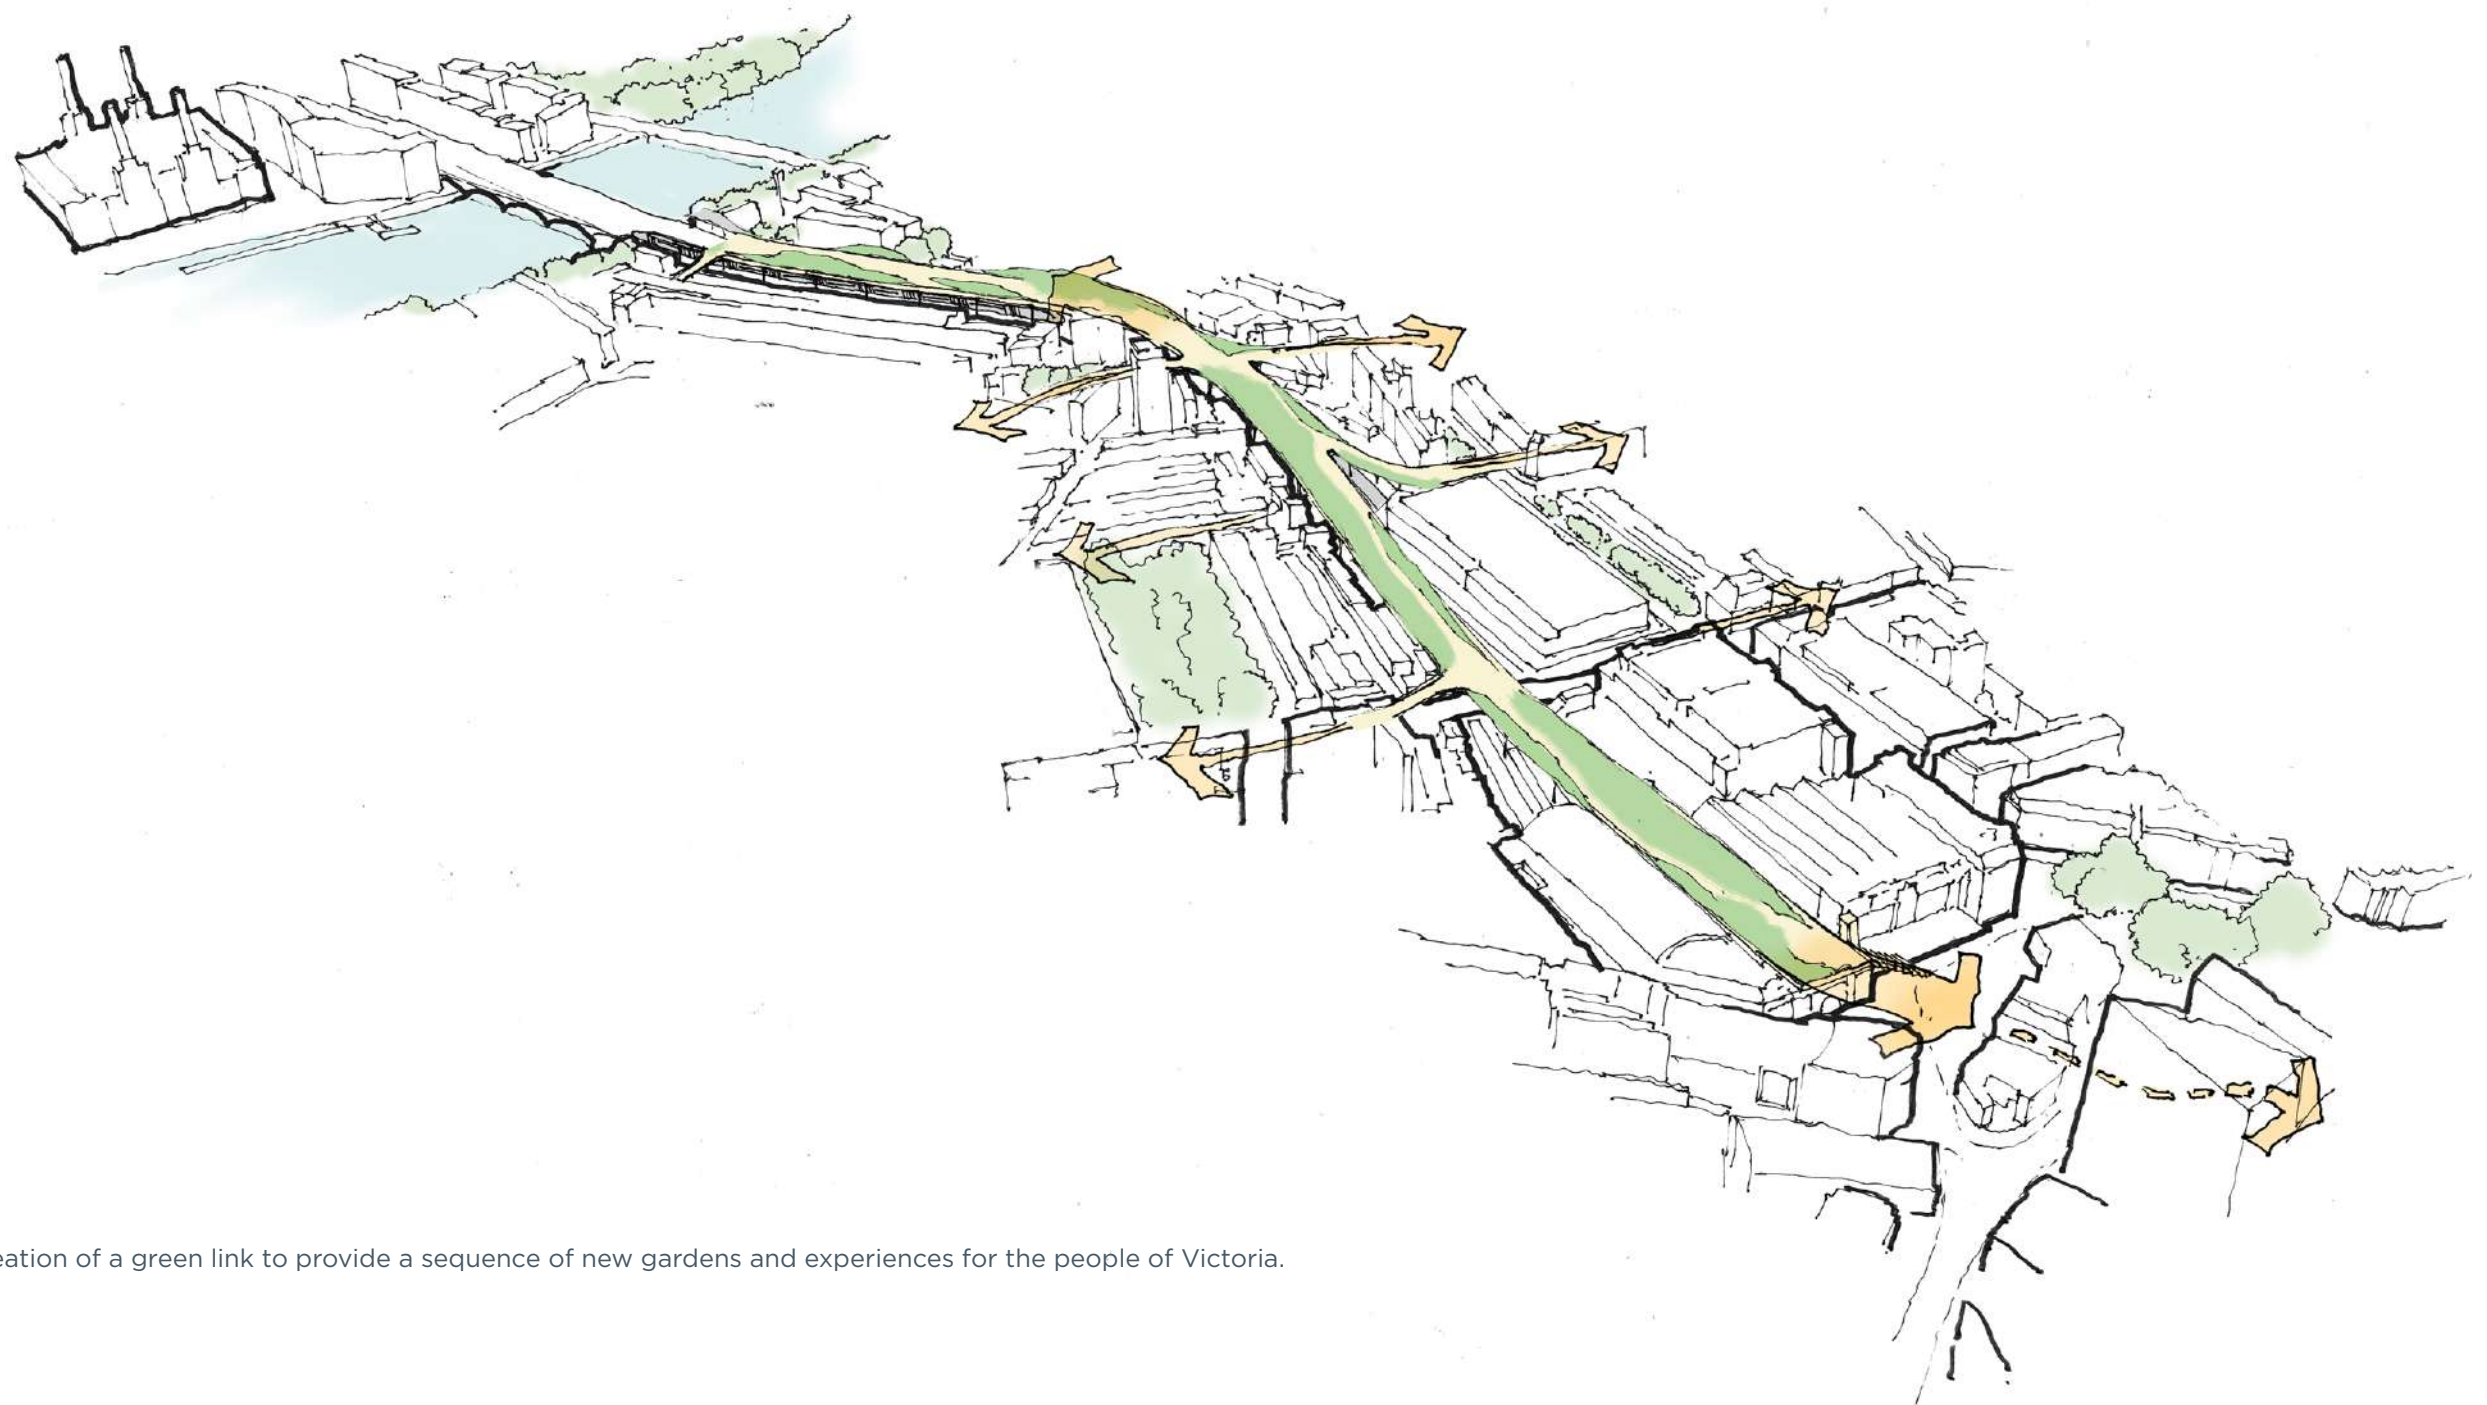 eation of a green link to provide a sequence of new gardens and experiences for the people of Victoria.